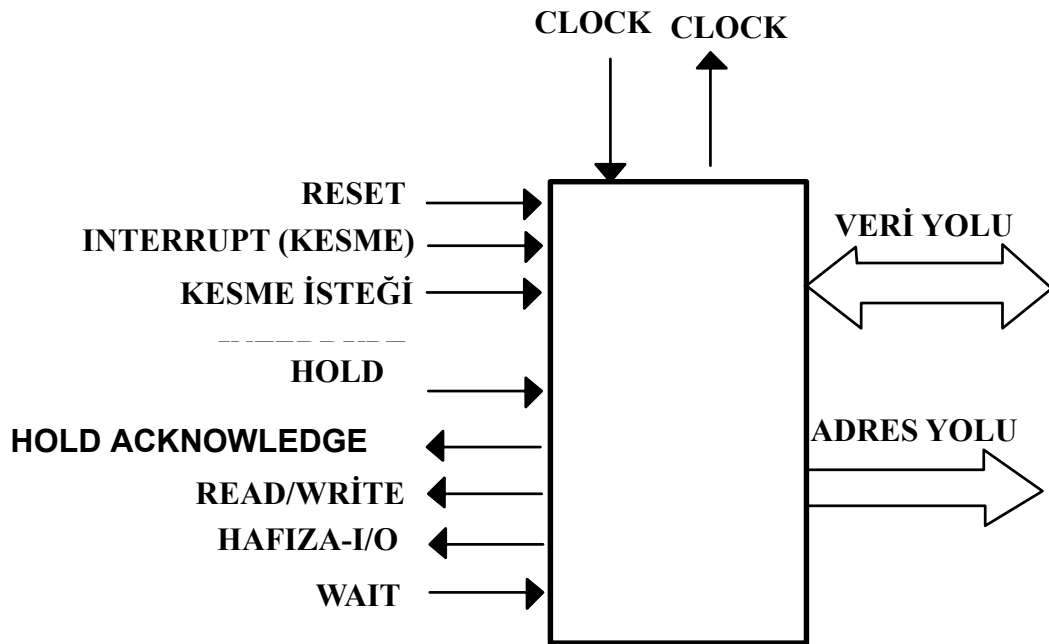 CLOCK CLOCK
RESET
INTERRUPT (KESME)
VERİ YOLU
KESME İSTEĞİ
HOLD
HOLD ACKNOWLEDGE
ADRES YOLU
READ/WRİTE
HAFIZA-I/O
WAIT